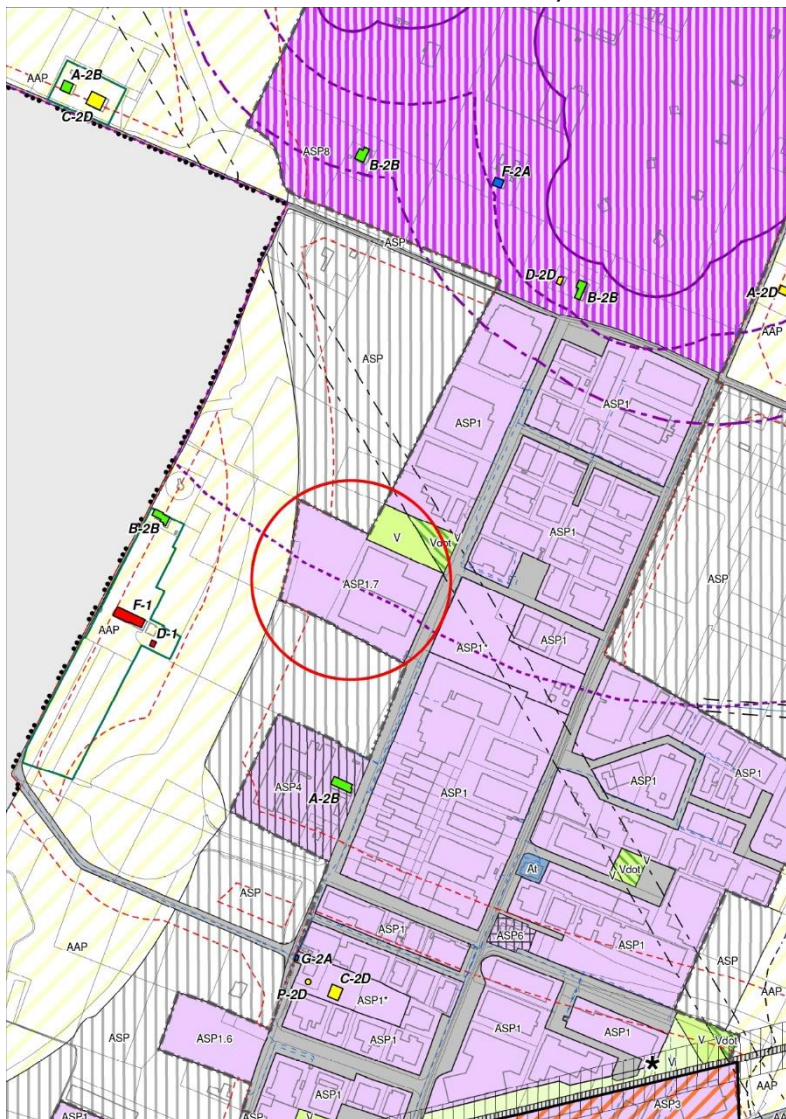 A-2B
AAP
C-2D
ASP8
B-2B
F-2A
ASP
D-2D
B-2B
A-2D
AAP
ASP
ASP1
ASP1
ASP1
ASP
B-2B
V
Vdot
V
ASP1.7
F-1
AAP
D-1
ASP1*
ASP1
ASP1
ASP1
ASP4
A-2B
ASP1
At
V
Vdot
V
ASP
ASP1
ASP6
ASP1
ASP
AAP
G-2A
C-2D
P-2D
ASP1*
AAP
ASP
ASP1.6
ASP1
ASP1
ASP1
V
Vdot
V
ASP1
ASP
ASP1
V
ASP3
AAP
AAP